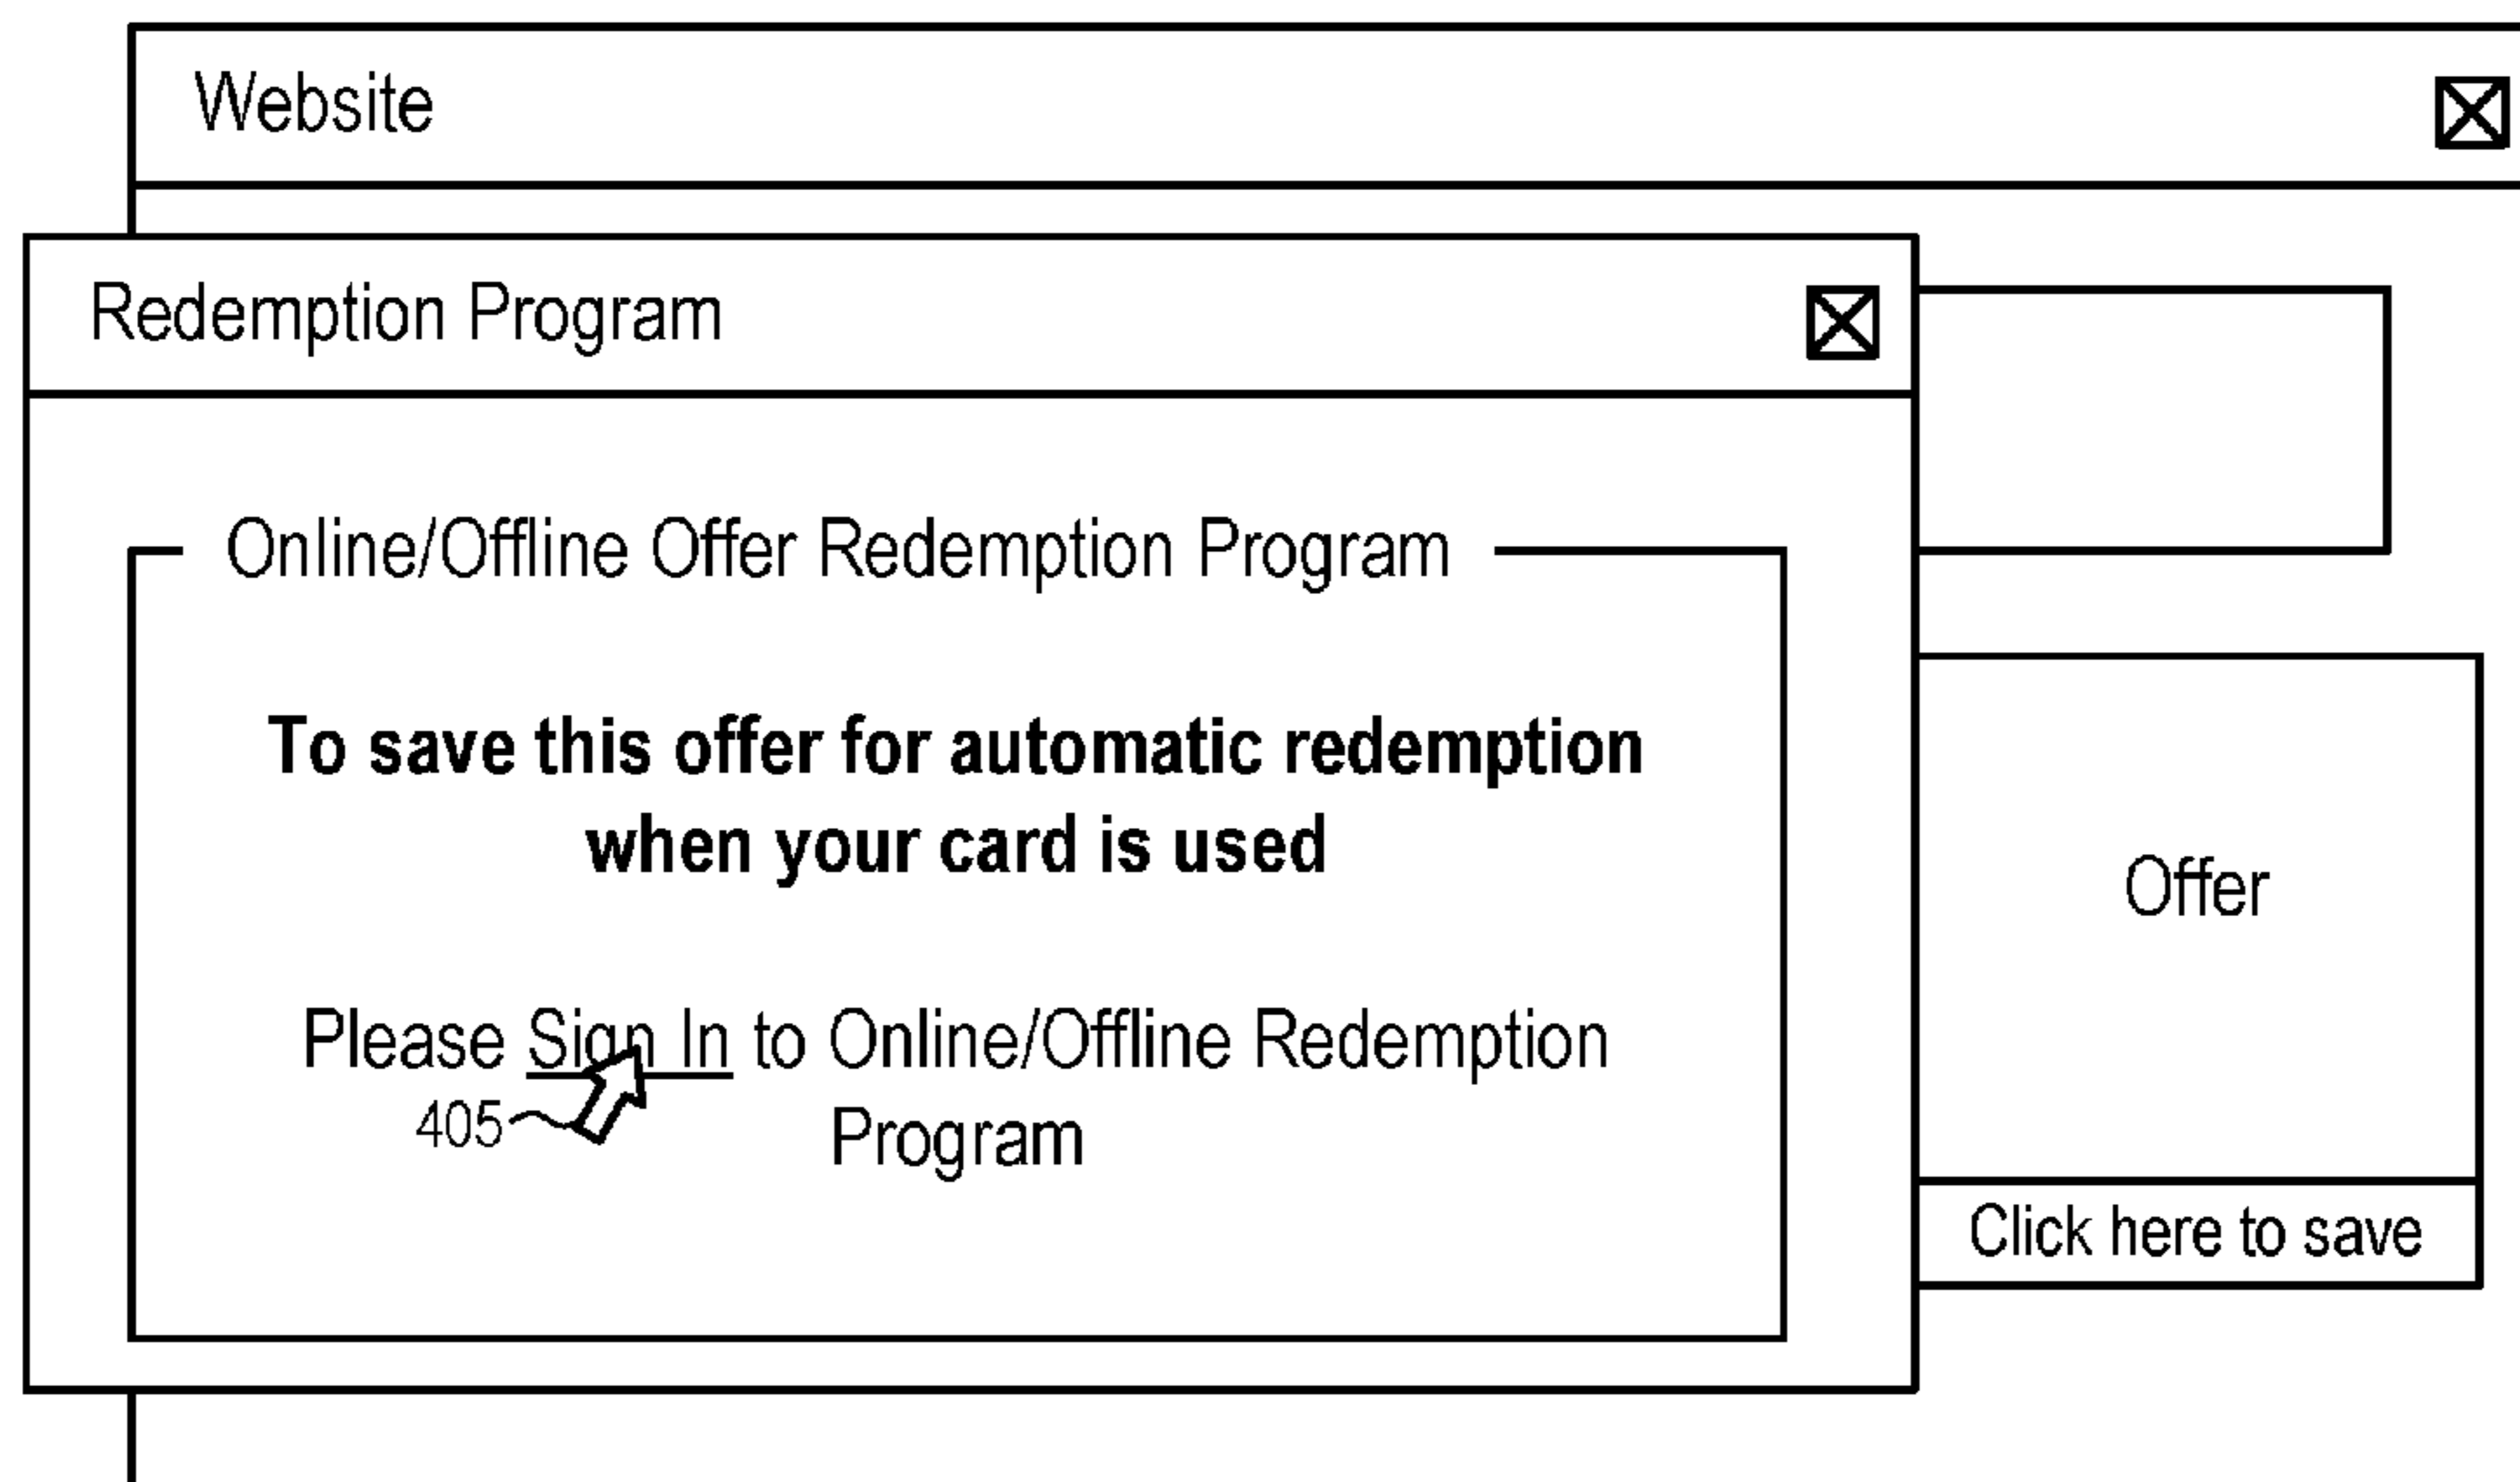 Website
Redemption Program
Online/Offline Offer Redemption Program
To save this offer for automatic redemption
when your card is used
Please Sign In to Online/Offline Redemption
405
Program
Offer
Click here to save